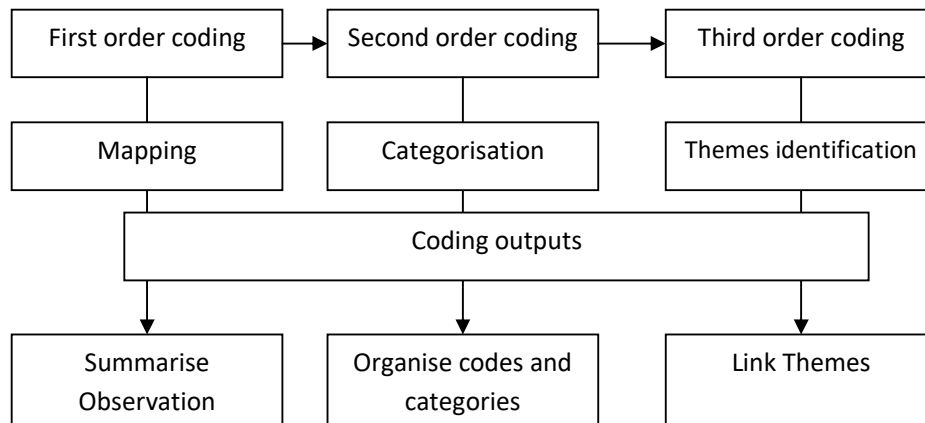 First order coding
Second order coding
Third order coding
Mapping
Categorisation
Themes identification
Coding outputs
Summarise
Observation
Organise codes and
categories
Link Themes